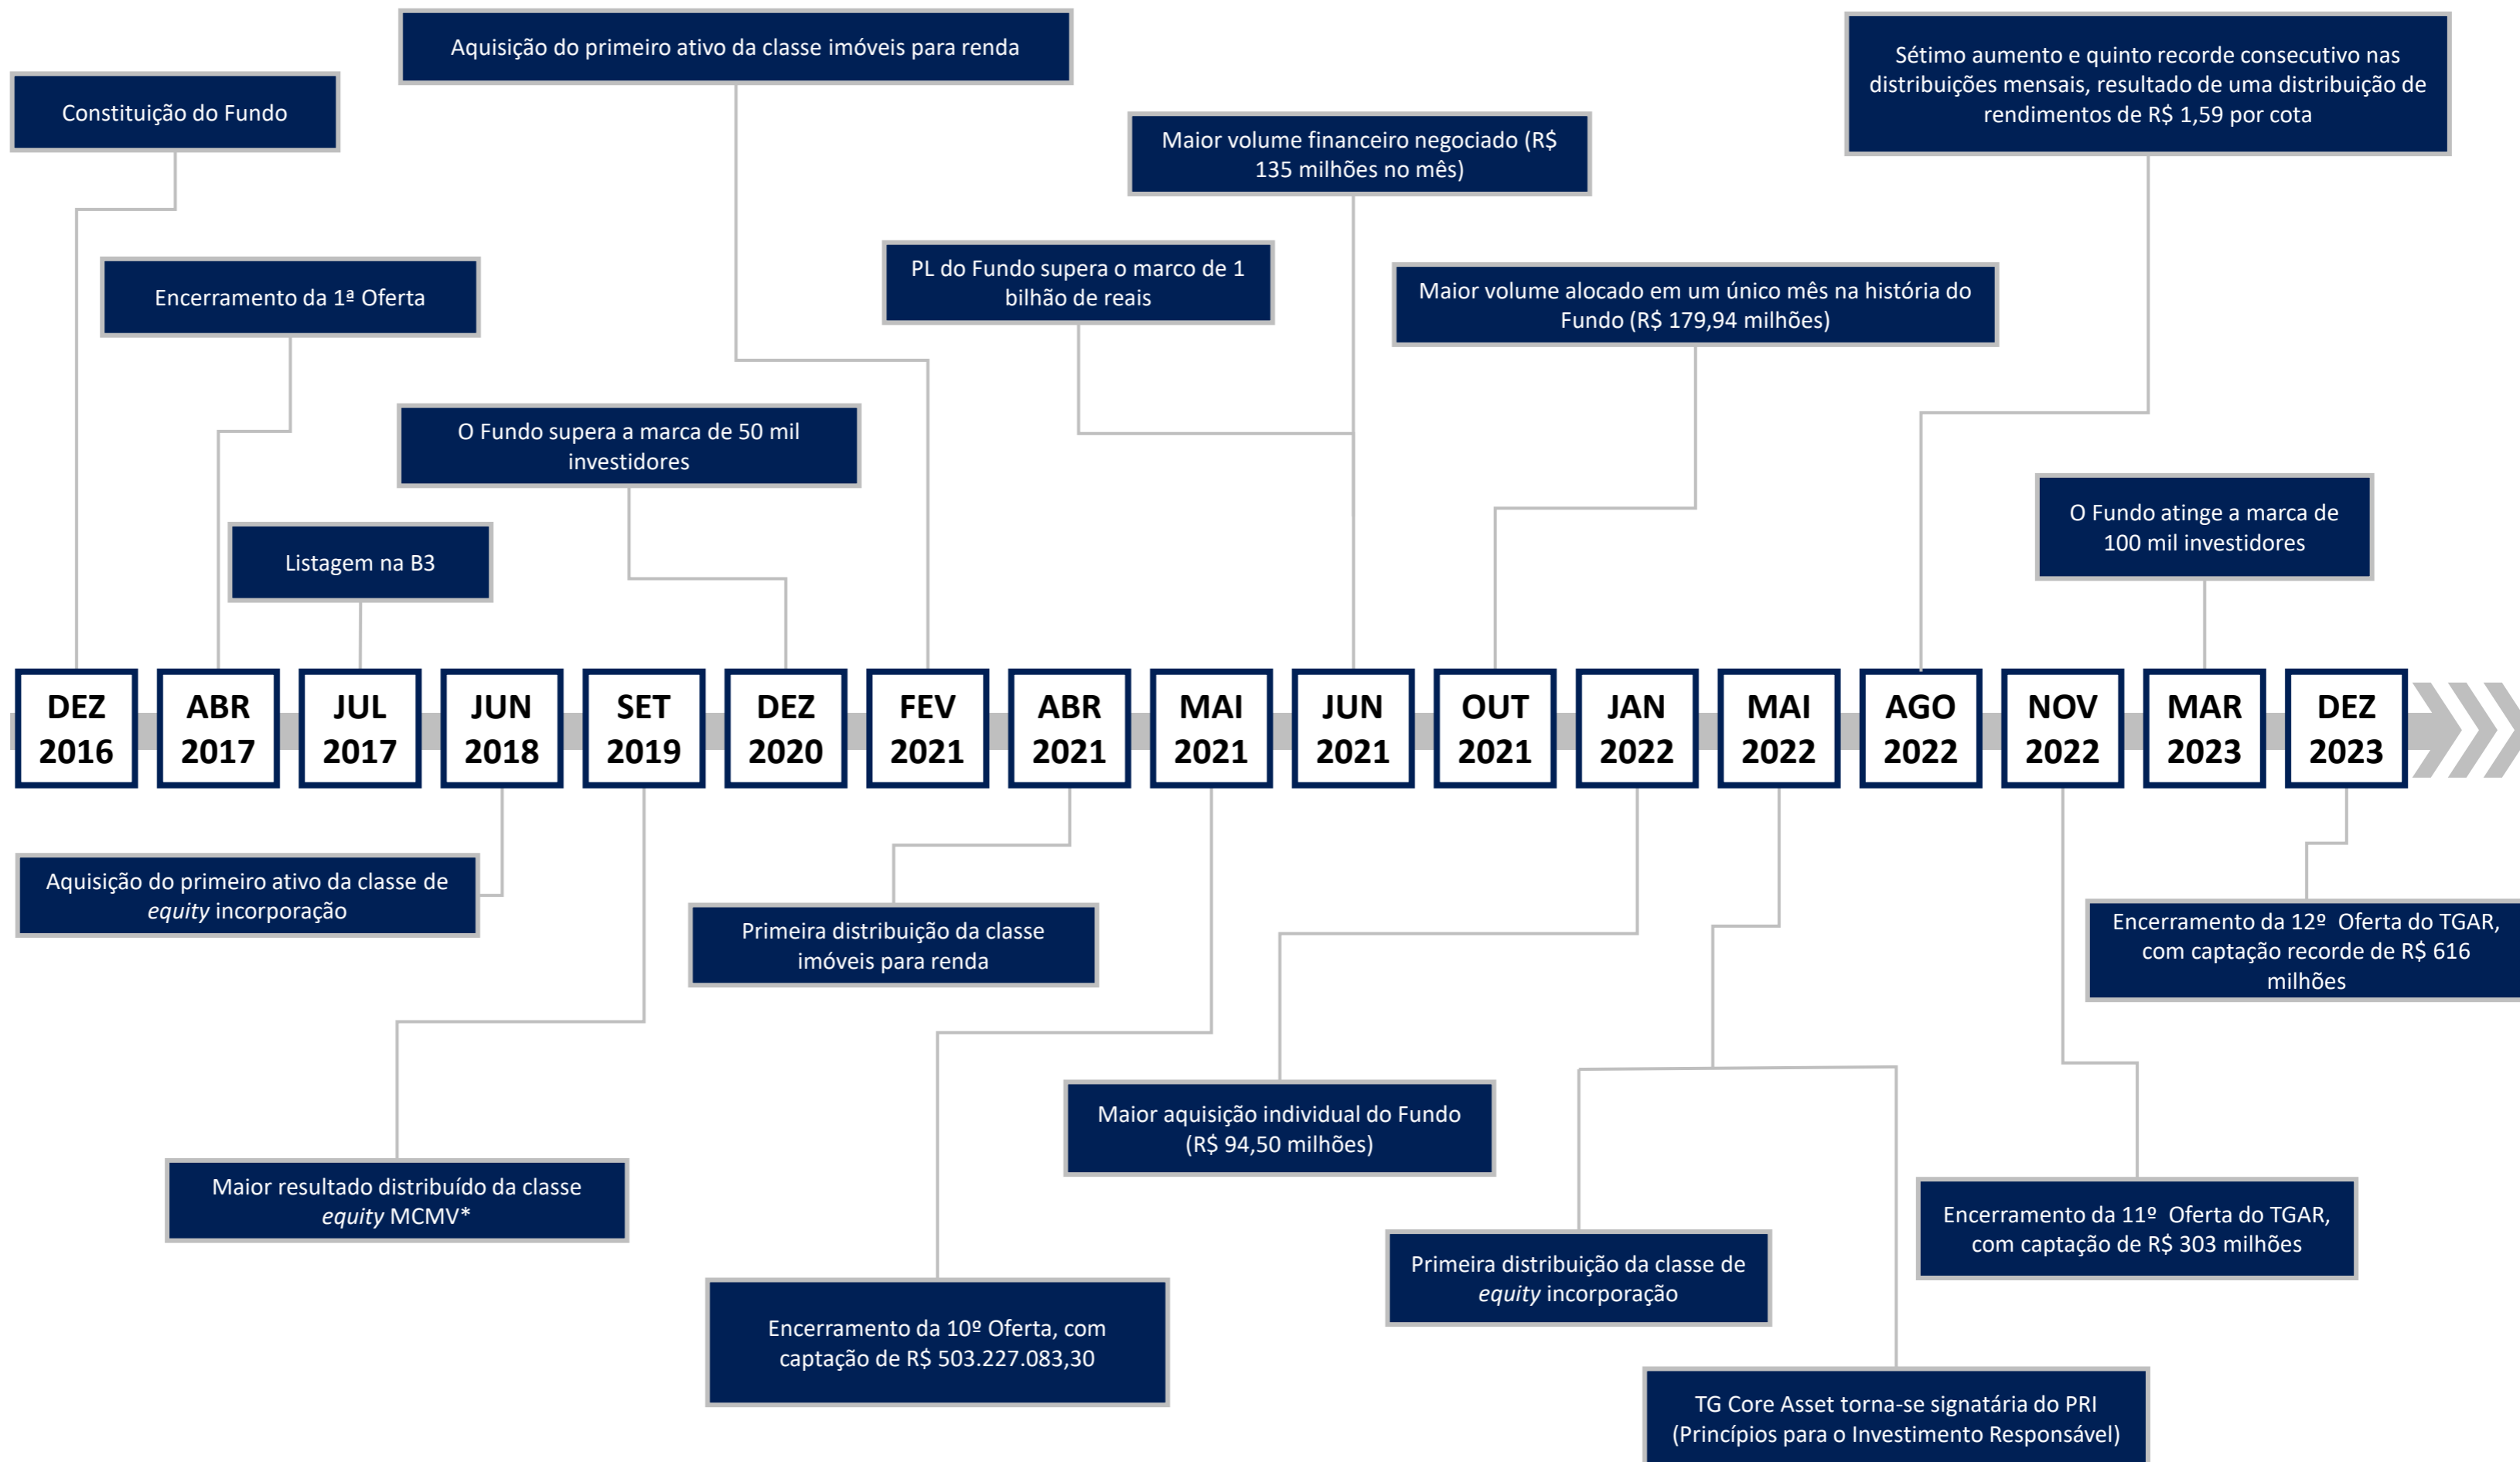 Aquisição do primeiro ativo da classe imóveis para renda
Sétimo aumento e quinto recorde consecutivo nas
distribuições mensais, resultado de uma distribuição de
rendimentos de R$ 1,59 por cota
Constituição do Fundo
Maior volume financeiro negociado (R$
135 milhões no mês)
PL do Fundo supera o marco de 1
bilhão de reais
Encerramento da 1ª Oferta
Maior volume alocado em um único mês na história do
Fundo (R$ 179,94 milhões)
O Fundo supera a marca de 50 mil
investidores
O Fundo atinge a marca de
100 mil investidores
Listagem na B3
DEZ
2016
ABR
2017
JUL
2017
JUN
2018
SET
2019
DEZ
2020
FEV
2021
ABR
2021
MAI
2021
JUN
2021
OUT
2021
JAN
2022
MAI
2022
AGO
2022
NOV
2022
MAR
2023
DEZ
2023
Aquisição do primeiro ativo da classe de
equity incorporação
Primeira distribuição da classe
imóveis para renda
Encerramento da 12º Oferta do TGAR,
com captação recorde de R$ 616
milhões
Maior aquisição individual do Fundo
(R$ 94,50 milhões)
Maior resultado distribuído da classe
equity MCMV*
Encerramento da 11º Oferta do TGAR,
com captação de R$ 303 milhões
Primeira distribuição da classe de
equity incorporação
Encerramento da 10º Oferta, com
captação de R$ 503.227.083,30
TG Core Asset torna-se signatária do PRI
(Princípios para o Investimento Responsável)